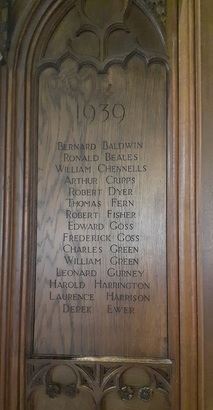 1939
BERNARD BALDWIN
RONALD BEALES
WILLIAM CHENNELLS
ARTHUR CRIPPS
ROBERT DYER
THOMAS FERN
ROBERT FISHER
EDWARD GOSS
FREDERICK GOSS
CHARLES GREEN
WILLIAM GREEN
LEONARD GURNEY
HAROLD HARRINGTON
LAURENCE HARRISON
DEREK EWER